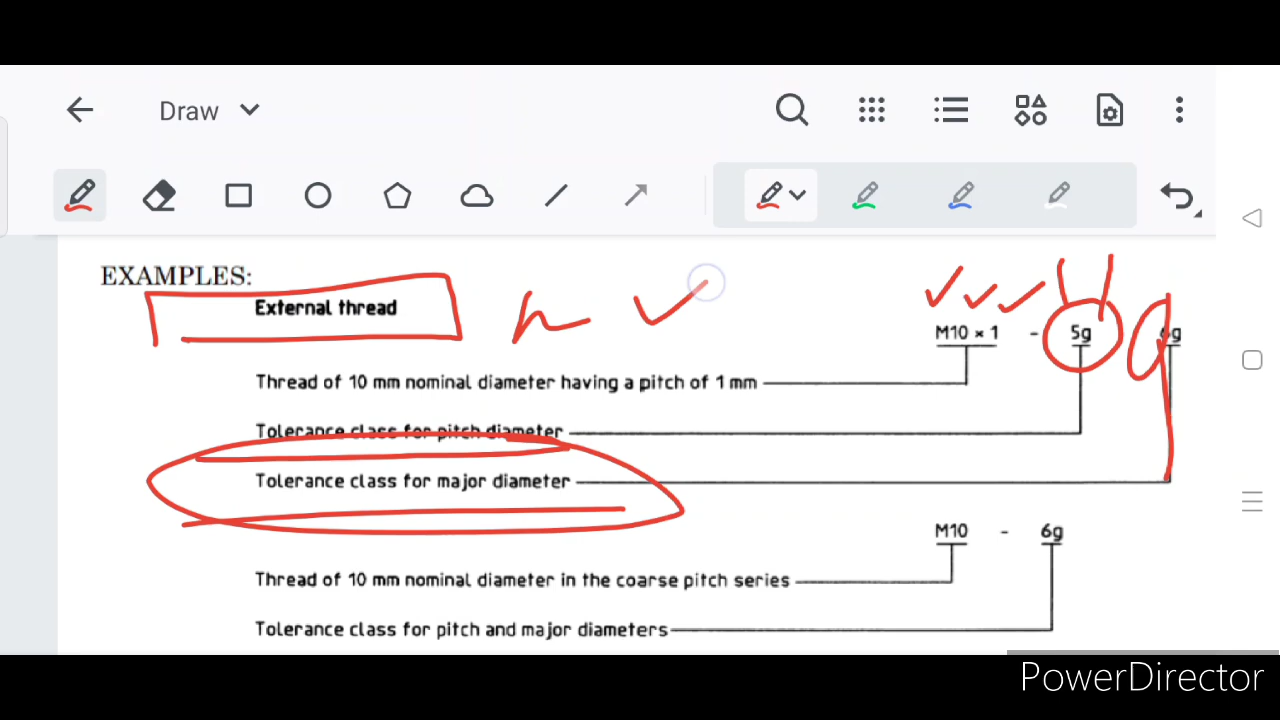 Draw
EXAMPLES:
External thread
M10 × 1 - 5g 6g
Thread of 10 mm nominal diameter having a pitch of 1 mm
Tolerance class for pitch diameter
Tolerance class for major diameter
M10 - 6g
Thread of 10 mm nominal diameter in the coarse pitch series
Tolerance class for pitch and major diameters
PowerDirector